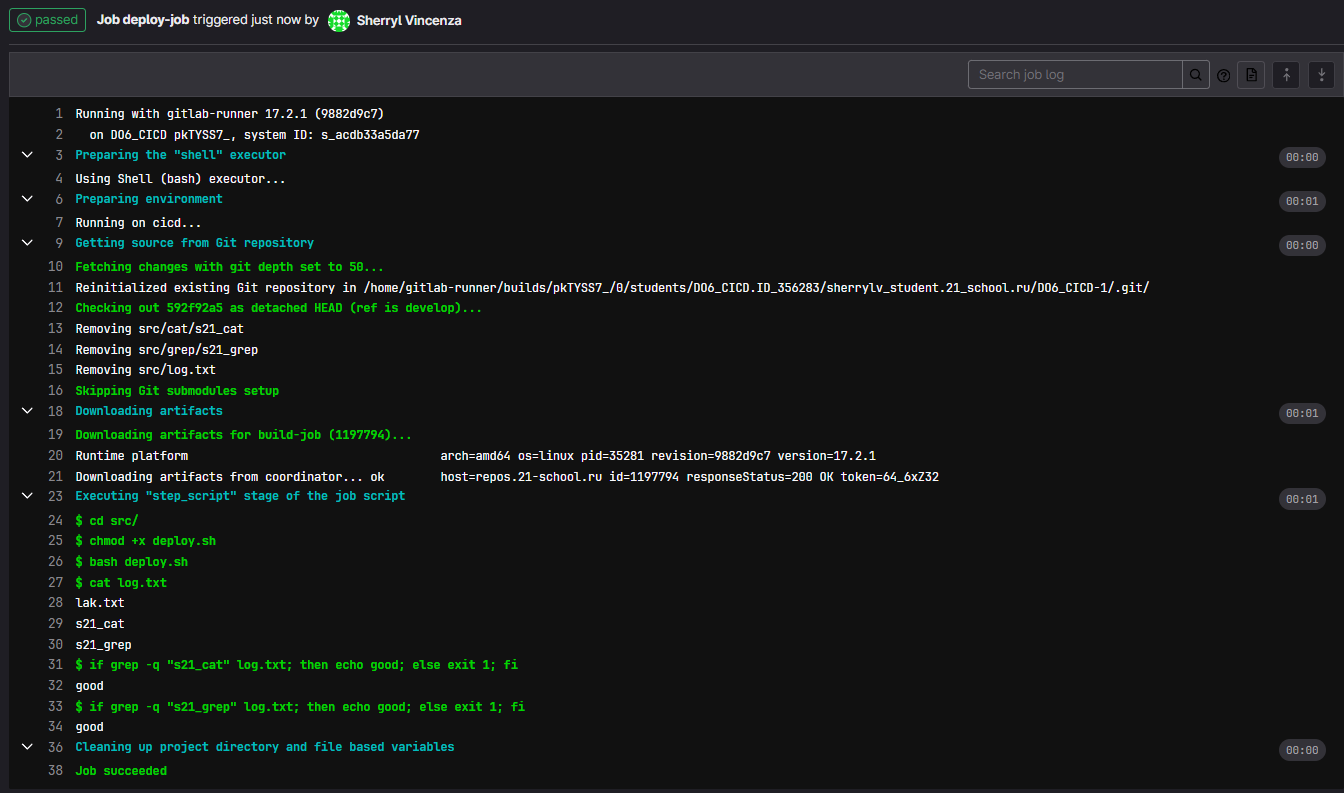 passed Job deploy-job triggered just now by Sherryl Vincenza
Search job log
1 Running with gitlab-runner 17.2.1 (9882d9c7)
2 on DO6_CICD pkTYSS7_, system ID: s_acdb33a5da77
3 Preparing the "shell" executor 00:00
4 Using Shell (bash) executor...
6 Preparing environment 00:01
7 Running on cicd...
9 Getting source from Git repository 00:00
10 Fetching changes with git depth set to 50...
11 Reinitialized existing Git repository in /home/gitlab-runner/builds/pkTYSS7_/0/students/DO6_CICD.ID_356283/sherrylv_student.21_school.ru/DO6_CICD-1/.git/
12 Checking out 592f92a5 as detached HEAD (ref is develop)...
13 Removing src/cat/s21_cat
14 Removing src/grep/s21_grep
15 Removing src/log.txt
16 Skipping Git submodules setup
18 Downloading artifacts 00:01
19 Downloading artifacts for build-job (1197794)...
20 Runtime platform arch=amd64 os=linux pid=35281 revision=9882d9c7 version=17.2.1
21 Downloading artifacts from coordinator... ok host=repos.21-school.ru id=1197794 responseStatus=200 OK token=64_6xZ32
23 Executing "step_script" stage of the job script 00:01
24 $ cd src/
25 $ chmod +x deploy.sh
26 $ bash deploy.sh
27 $ cat log.txt
28 lak.txt
29 s21_cat
30 s21_grep
31 $ if grep -q "s21_cat" log.txt; then echo good; else exit 1; fi
32 good
33 $ if grep -q "s21_grep" log.txt; then echo good; else exit 1; fi
34 good
36 Cleaning up project directory and file based variables 00:00
38 Job succeeded